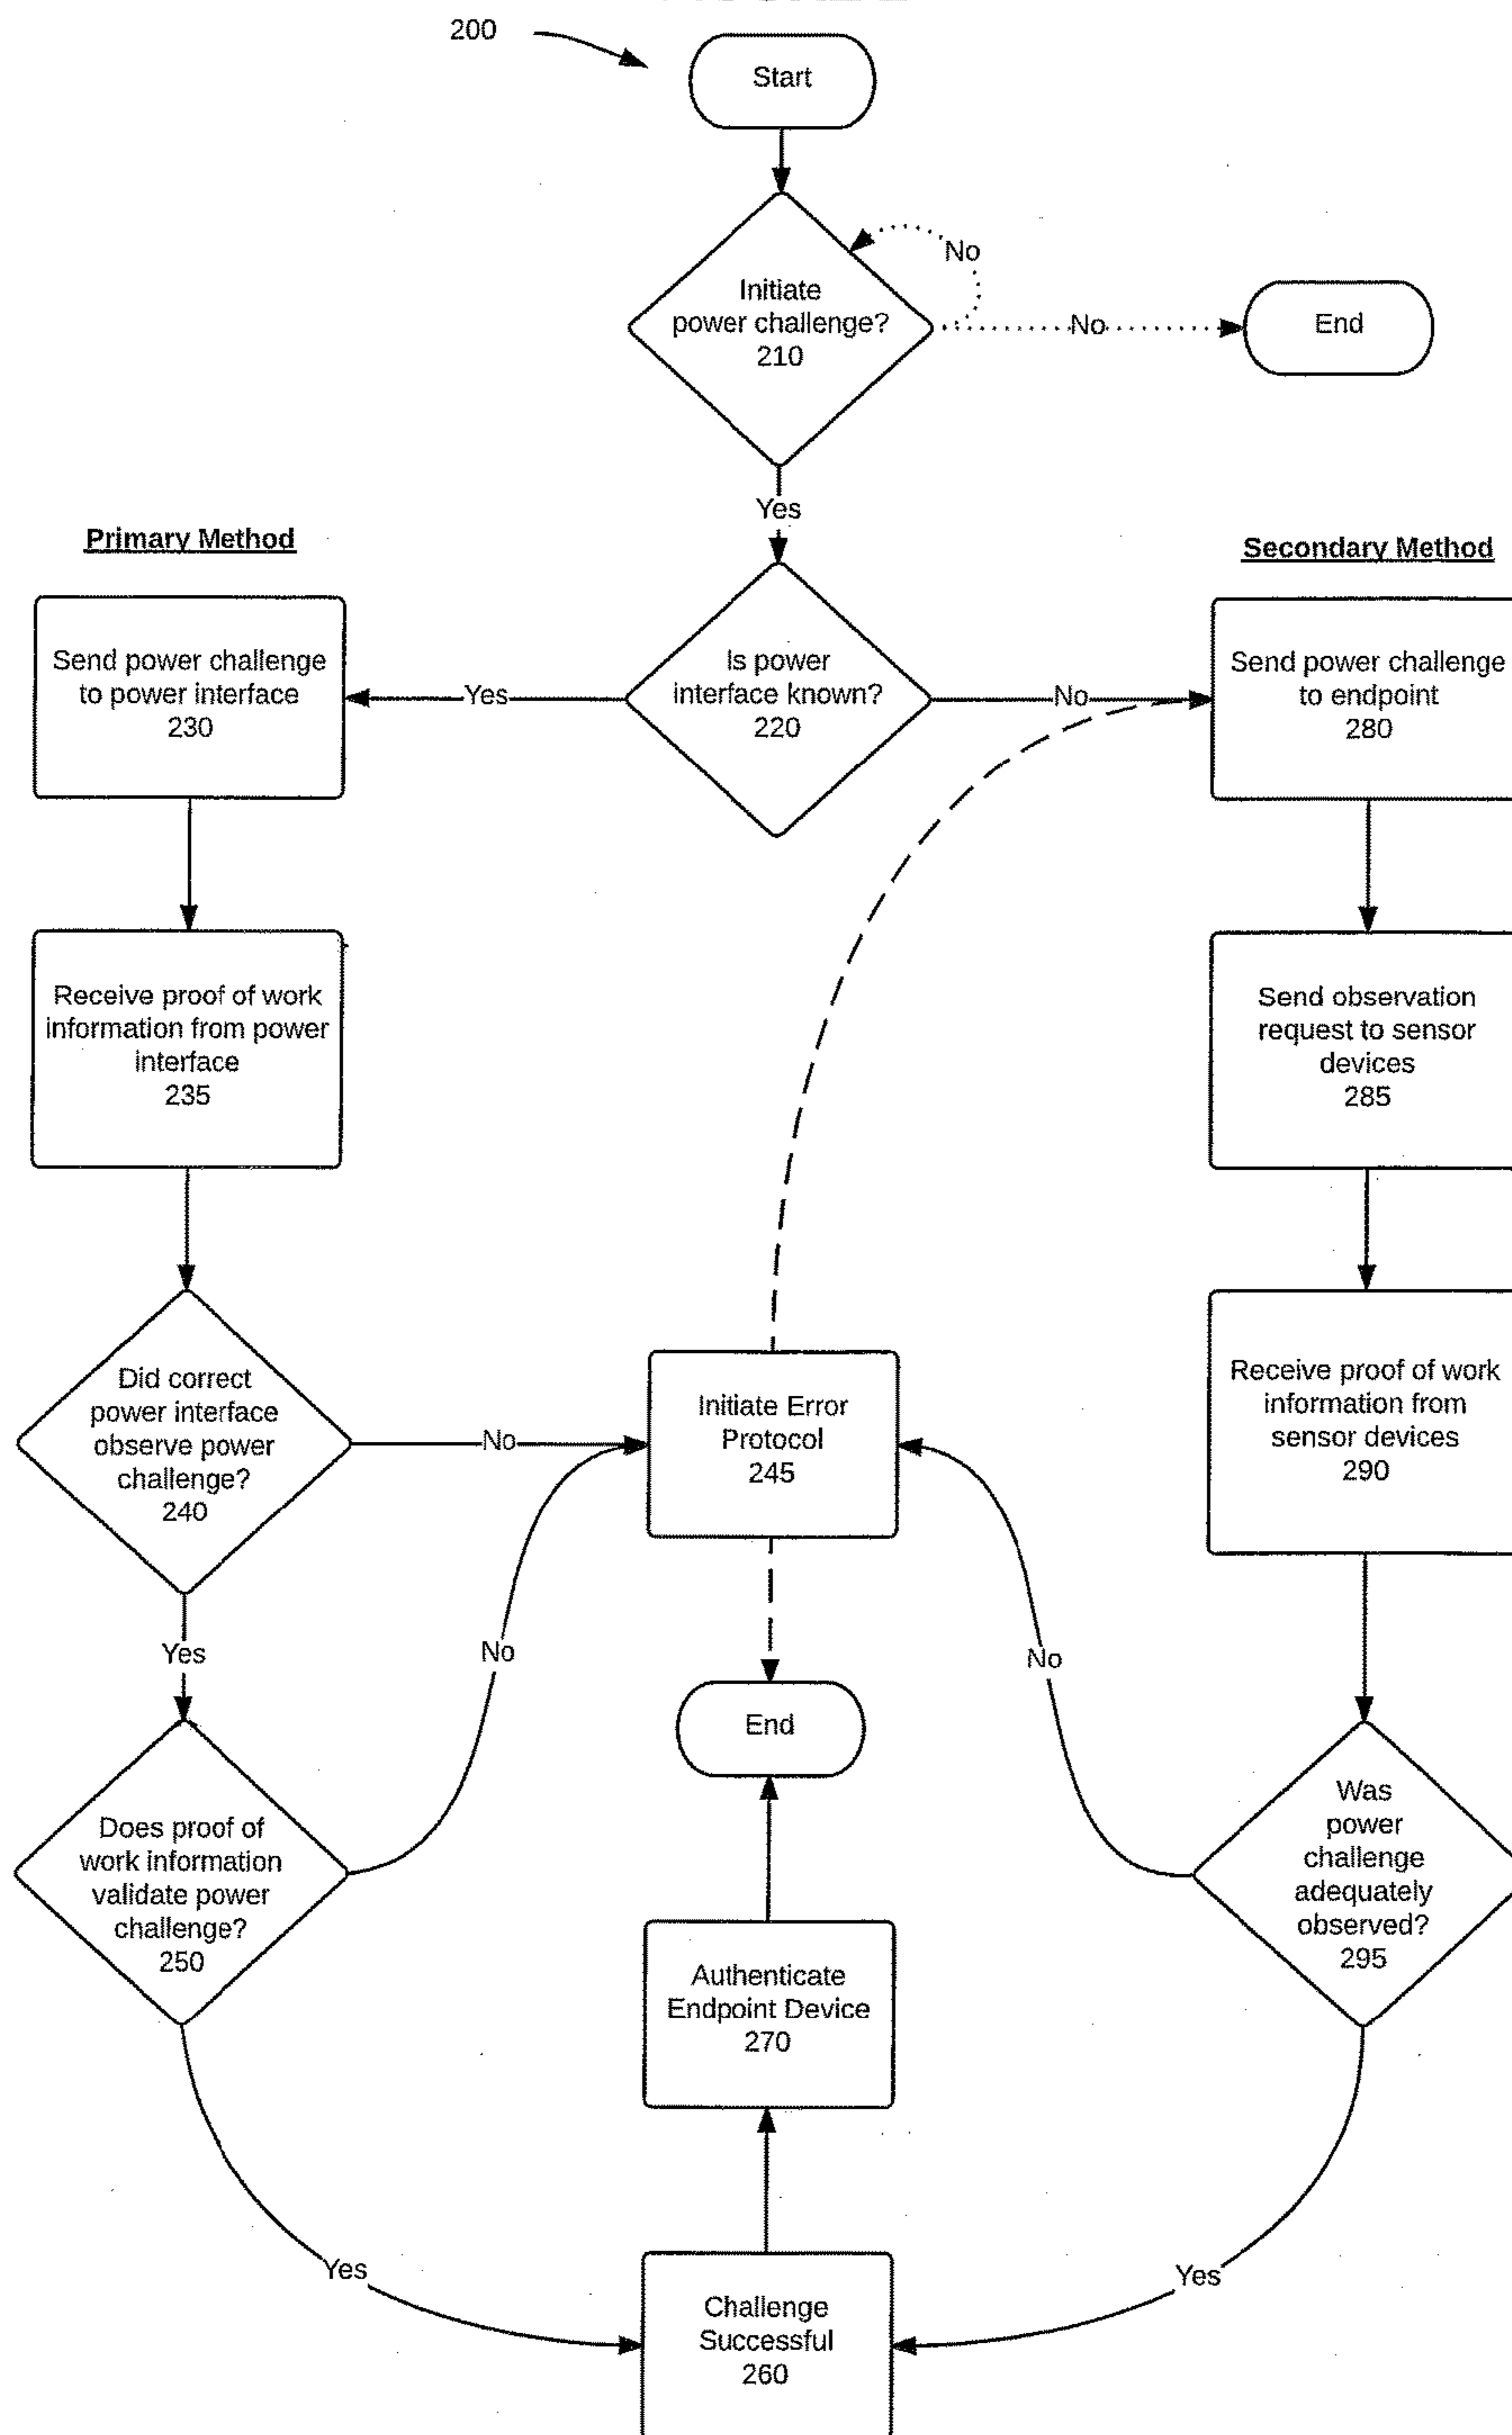 200
Start
No
Initiate
power challenge?
210
No
End
Yes
Primary Method
Secondary Method
Send power challenge
to power interface
230
Yes
Is power
interface known?
220
No
Send power challenge
to endpoint
280
Receive proof of work
information from power
interface
235
Send observation
request to sensor
devices
285
Did correct
power interface
observe power
challenge?
240
No
Initiate Error
Protocol
245
Receive proof of work
information from
sensor devices
290
Yes
No
No
End
Does proof of
work information
validate power
challenge?
250
Was
power
challenge
adequately
observed?
295
Authenticate
Endpoint Device
270
Yes
Yes
Challenge
Successful
260